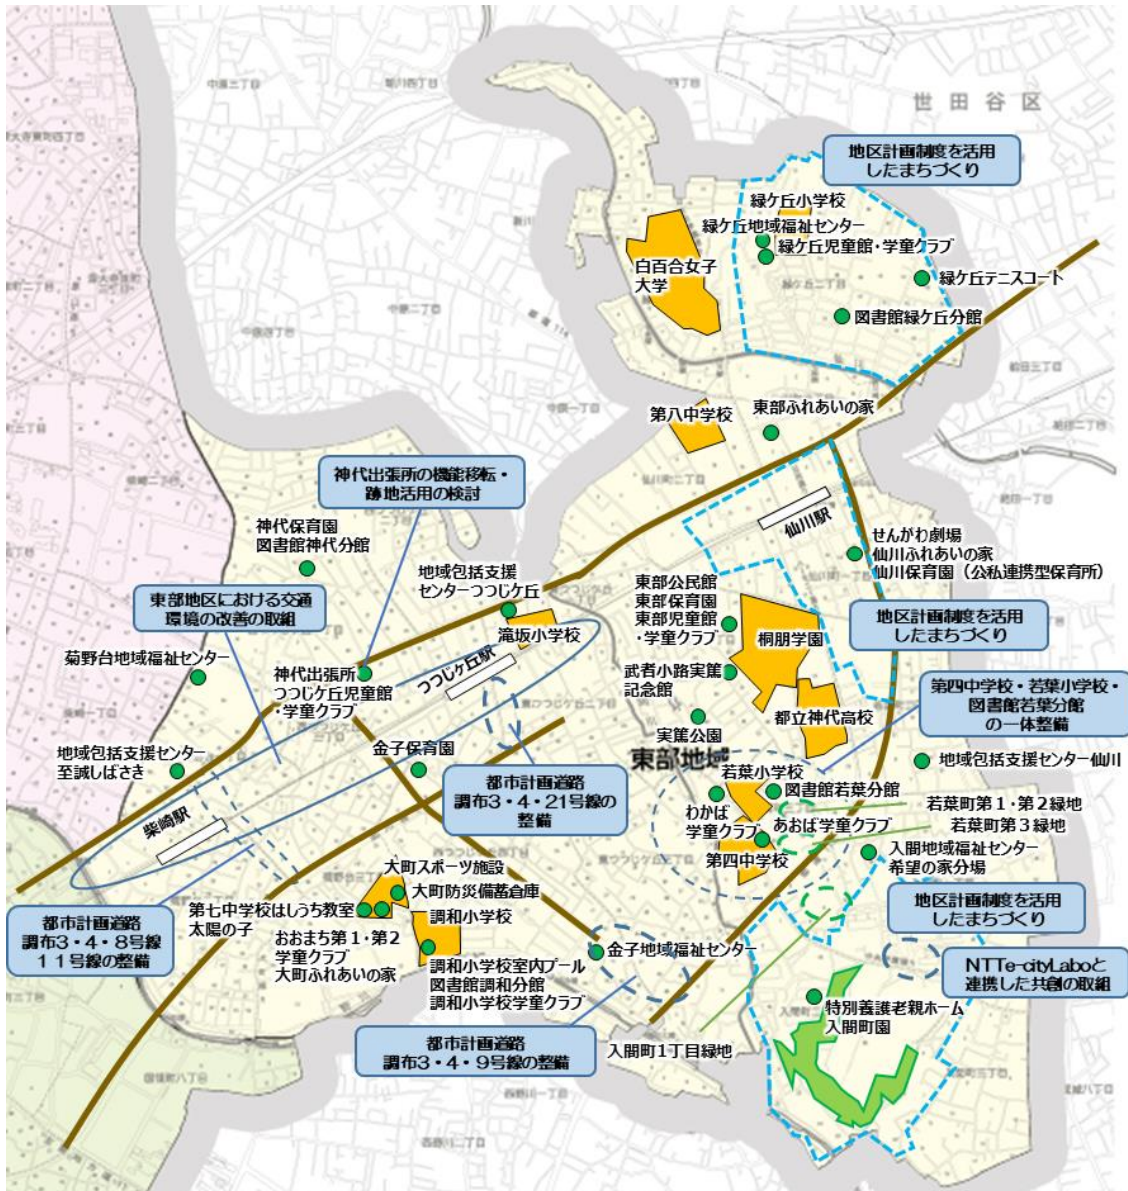 世田谷区
地区計画制度を活用
したまちづくり
緑ケ丘小学校
緑ケ丘地域福祉センター
緑ケ丘児童館・学童クラブ
白百合女子
大学
緑ケ丘テニスコート
緑ケ丘二丁目
図書館緑ケ丘分館
第八中学校
東部ふれあいの家
神代出張所の機能移転・
跡地活用の検討
仙川駅
神代保育園
図書館神代分館
せんがわ劇場
仙川ふれあいの家
仙川保育園（公私連携型保育所）
地域包括支援
センターつつじケ丘
東部公民館
東部保育園
東部児童館
・学童クラブ
東部地区における交通
環境の改善の取組
地区計画制度を活用
したまちづくり
滝坂小学校
桐朋学園
菊野台地域福祉センター
つつじケ丘駅
神代出張所
つつじケ丘児童館
・学童クラブ
武者小路実篤
記念館
第四中学校・若葉小学校・
図書館若葉分館
の一体整備
都立神代高校
実篤公園
地域包括支援センター
至誠しばさき
金子保育園
東部地域
地域包括支援センター仙川
都市計画道路
調布3・4・21号線の
整備
若葉小学校
図書館若葉分館
柴崎駅
わかば
学童クラブ
あおば学童クラブ
若葉町第1・第2緑地
若葉町第3緑地
第四中学校
入間地域福祉センター
希望の家分場
大町スポーツ施設
大町防災備蓄倉庫
地区計画制度を活用
したまちづくり
第七中学校はしうち教室
太陽の子
調和小学校
都市計画道路
調布3・4・8号線
11号線の整備
おおまち第1・第2
学童クラブ
大町ふれあいの家
金子地域福祉センター
NTTe-cityLaboと
連携した共創の取組
調和小学校室内プール
図書館調和分館
調和小学校学童クラブ
特別養護老親ホーム
入間町園
都市計画道路
調布3・4・9号線の整備
入間町1丁目緑地